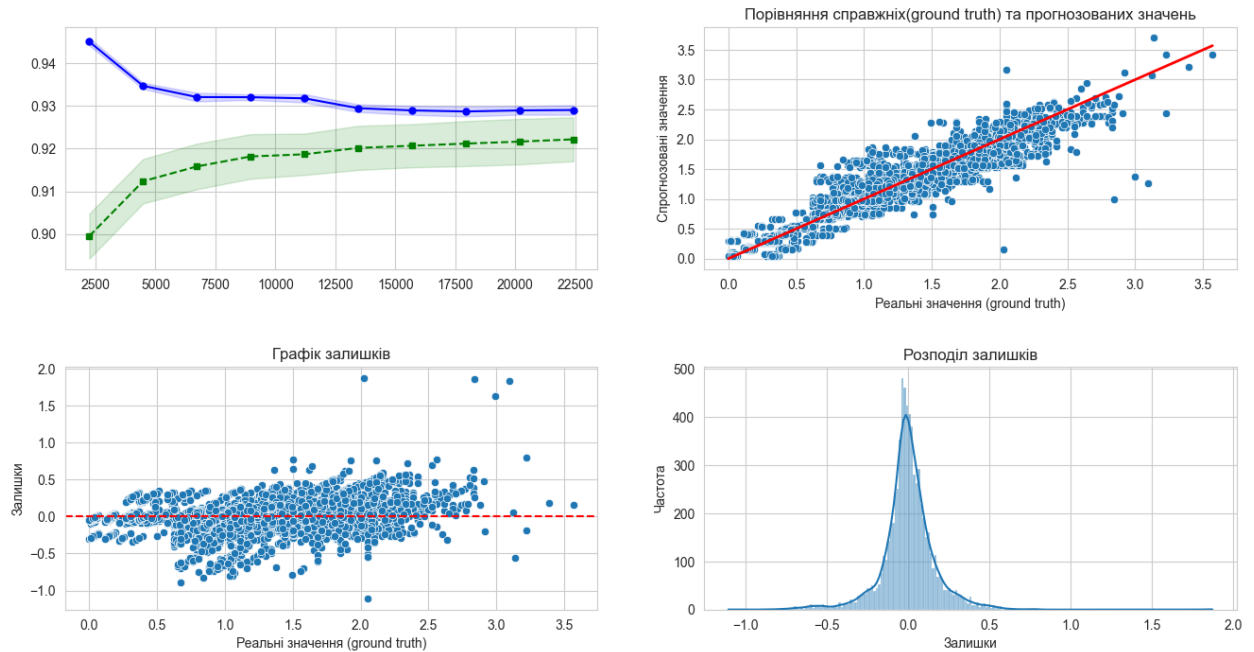 0.94
0.93
0.92
0.91
0.90
2500 5000 7500 10000 12500 15000 17500 20000 22500
Порівняння справжніх(ground truth) та прогнозованих значень
Спрогнозовані значення
3.5
3.0
2.5
2.0
1.5
1.0
0.5
0.0
0.0 0.5 1.0 1.5 2.0 2.5 3.0 3.5
Реальні значення (ground truth)
Графік залишків
Залишки
2.0
1.5
1.0
0.5
0.0
−0.5
−1.0
0.0 0.5 1.0 1.5 2.0 2.5 3.0 3.5
Реальні значення (ground truth)
Розподіл залишків
Частота
500
400
300
200
100
0
−1.0 −0.5 0.0 0.5 1.0 1.5 2.0
Залишки